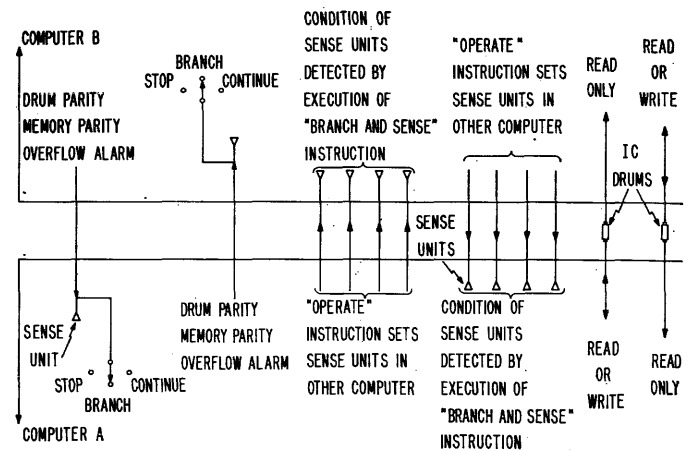 COMPUTER B
DRUM PARITY
MEMORY PARITY
OVERFLOW ALARM
BRANCH
STOP CONTINUE
CONDITION OF
SENSE UNITS
DETECTED BY
EXECUTION OF
"BRANCH AND SENSE"
INSTRUCTION
"OPERATE"
INSTRUCTION SETS
SENSE UNITS IN
OTHER COMPUTER
READ
ONLY
READ
OR
WRITE
IC
DRUMS
SENSE
UNITS
SENSE
UNIT
STOP CONTINUE
BRANCH
COMPUTER A
DRUM PARITY
MEMORY PARITY
OVERFLOW ALARM
"OPERATE"
INSTRUCTION SETS
SENSE UNITS IN
OTHER COMPUTER
CONDITION OF
SENSE UNITS
DETECTED BY
EXECUTION OF
"BRANCH AND SENSE"
INSTRUCTION
READ
OR
WRITE
READ
ONLY